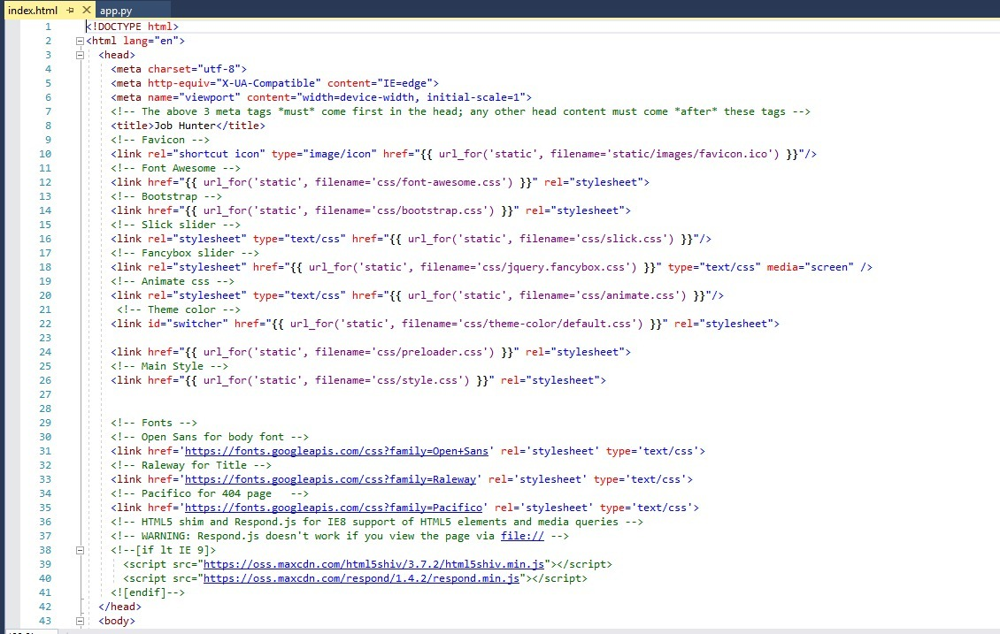 index.html app.py
1 <!DOCTYPE html>
2 <html lang="en">
3 <head>
4 <meta charset="utf-8">
5 <meta http-equiv="X-UA-Compatible" content="IE=edge">
6 <meta name="viewport" content="width=device-width, initial-scale=1">
7 <!-- The above 3 meta tags *must* come first in the head; any other head content must come *after* these tags -->
8 <title>Job Hunter</title>
9 <!-- Favicon -->
10 <link rel="shortcut icon" type="image/icon" href="{{ url_for('static', filename='static/images/favicon.ico') }}"/>
11 <!-- Font Awesome -->
12 <link href="{{ url_for('static', filename='css/font-awesome.css') }}" rel="stylesheet">
13 <!-- Bootstrap -->
14 <link href="{{ url_for('static', filename='css/bootstrap.css') }}" rel="stylesheet">
15 <!-- Slick slider -->
16 <link rel="stylesheet" type="text/css" href="{{ url_for('static', filename='css/slick.css') }}"/>
17 <!-- Fancybox slider -->
18 <link rel="stylesheet" href="{{ url_for('static', filename='css/jquery.fancybox.css') }}" type="text/css" media="screen" />
19 <!-- Animate css -->
20 <link rel="stylesheet" type="text/css" href="{{ url_for('static', filename='css/animate.css') }}"/>
21 <!-- Theme color -->
22 <link id="switcher" href="{{ url_for('static', filename='css/theme-color/default.css') }}" rel="stylesheet">
23
24 <link href="{{ url_for('static', filename='css/preloader.css') }}" rel="stylesheet">
25 <!-- Main Style -->
26 <link href="{{ url_for('static', filename='css/style.css') }}" rel="stylesheet">
27
28
29 <!-- Fonts -->
30 <!-- Open Sans for body font -->
31 <link href='https://fonts.googleapis.com/css?family=Open+Sans' rel='stylesheet' type='text/css'>
32 <!-- Raleway for Title -->
33 <link href='https://fonts.googleapis.com/css?family=Raleway' rel='stylesheet' type='text/css'>
34 <!-- Pacifico for 404 page   -->
35 <link href='https://fonts.googleapis.com/css?family=Pacifico' rel='stylesheet' type='text/css'>
36 <!-- HTML5 shim and Respond.js for IE8 support of HTML5 elements and media queries -->
37 <!-- WARNING: Respond.js doesn't work if you view the page via file:// -->
38 <!--[if lt IE 9]>
39 <script src="https://oss.maxcdn.com/html5shiv/3.7.2/html5shiv.min.js"></script>
40 <script src="https://oss.maxcdn.com/respond/1.4.2/respond.min.js"></script>
41 <![endif]-->
42 </head>
43 <body>